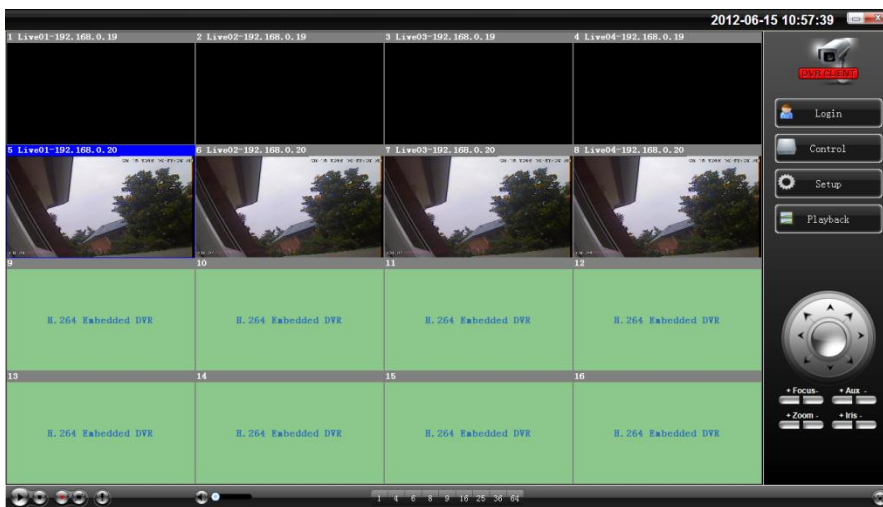 2012-06-15 10:57:39
1 Live01-192.168.0.19
2 Live02-192.168.0.19
3 Live03-192.168.0.19
4 Live04-192.168.0.19
DVR CLIENT
Login
Control
Setup
Playback
5 Live01-192.168.0.20
6 Live02-192.168.0.20
7 Live03-192.168.0.20
8 Live04-192.168.0.20
9
10
11
12
H.264 Embedded DVR
H.264 Embedded DVR
H.264 Embedded DVR
H.264 Embedded DVR
13
14
15
16
H.264 Embedded DVR
H.264 Embedded DVR
H.264 Embedded DVR
H.264 Embedded DVR
+ Focus-
+ Aux -
+ Zoom -
+ Iris -
1 4 6 8 9 16 25 36 64